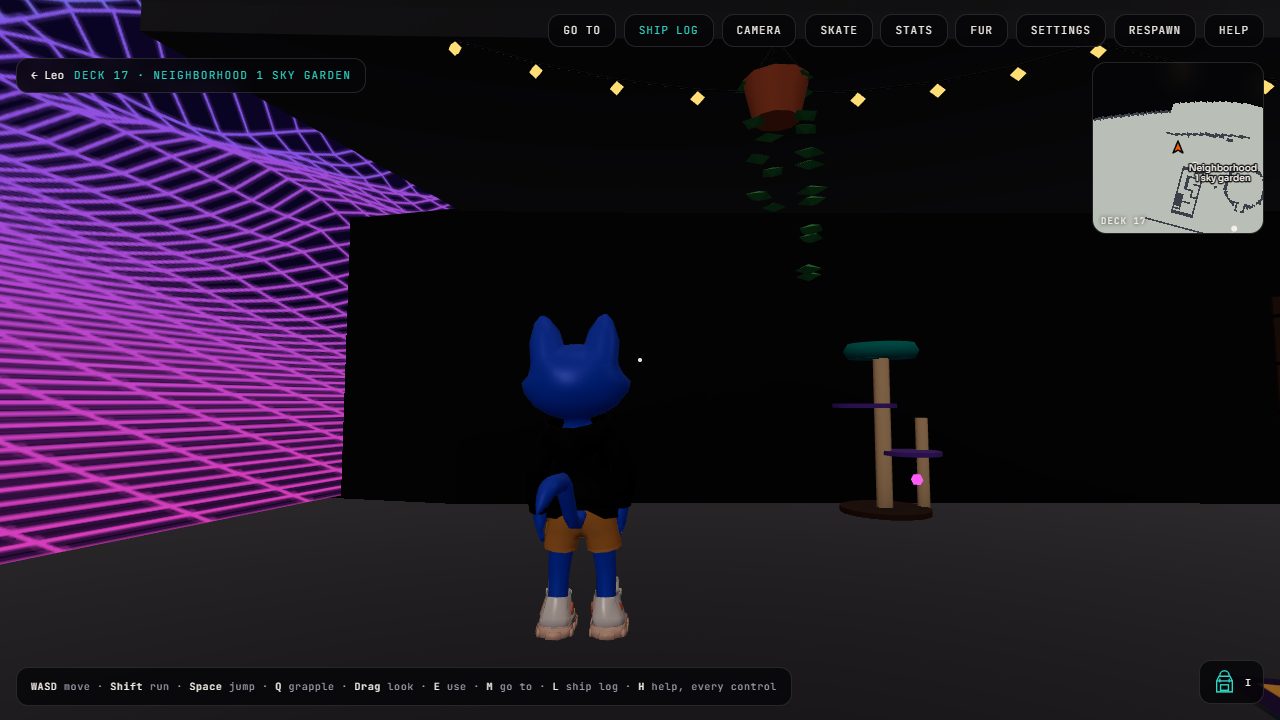 GO TO
SHIP LOG
CAMERA
SKATE
STATS
FUR
SETTINGS
RESPAWN
HELP
← Leo DECK 17 · NEIGHBORHOOD 1 SKY GARDEN
Neighborhood
1 sky garden
DECK 17
WASD move · Shift run · Space jump · Q grapple · Drag look · E use · M go to · L ship log · H help, every control
I